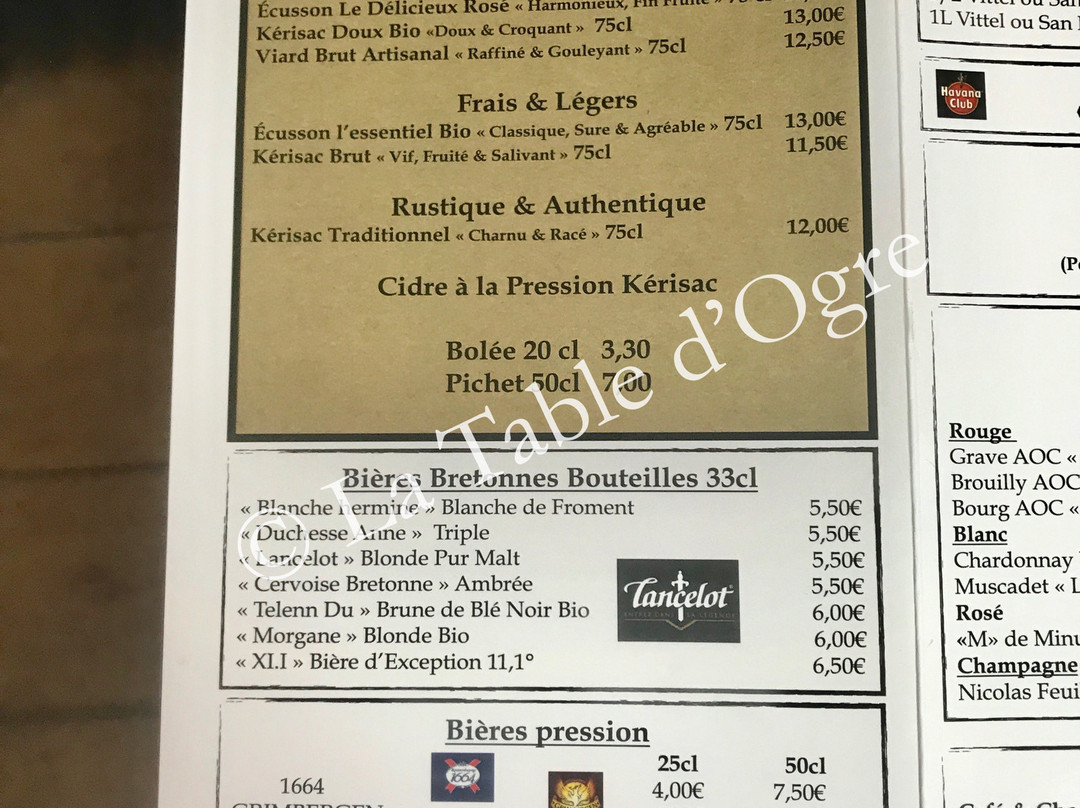 Écusson Le Délicieux Rosé « Harmonieux, Fin Fruité »
Kérisac Doux Bio «Doux & Croquant » 75cl 13,00€
Viard Brut Artisanal « Raffiné & Gouleyant » 75cl 12,50€
Frais & Légers
Écusson l'essentiel Bio « Classique, Sure & Agréable » 75cl 13,00€
Kérisac Brut « Vif, Fruité & Salivant » 75cl 11,50€
Rustique & Authentique
Kérisac Traditionnel « Charnu & Racé » 75cl 12,00€
Cidre à la Pression Kérisac
Bolée 20 cl 3,30
Pichet 50cl 7,00
Bières Bretonnes Bouteilles 33cl
« Blanche hermine » Blanche de Froment 5,50€
« Duchesse Anne » Triple 5,50€
« Lancelot » Blonde Pur Malt 5,50€
« Cervoise Bretonne » Ambrée 5,50€
« Telenn Du » Brune de Blé Noir Bio 6,00€
« Morgane » Blonde Bio 6,00€
« XI.I » Bière d'Exception 11,1° 6,50€
Lancelot
Bières pression
25cl 50cl
1664 1664 4,00€ 7,50€
GRIMBERGEN
1L Vittel ou San
Havana
Club
Rouge
Grave AOC «
Brouilly AOC
Bourg AOC «
Blanc
Chardonnay
Muscadet « L
Rosé
«M» de Minu
Champagne
Nicolas Feui
© La Table d'Ogre